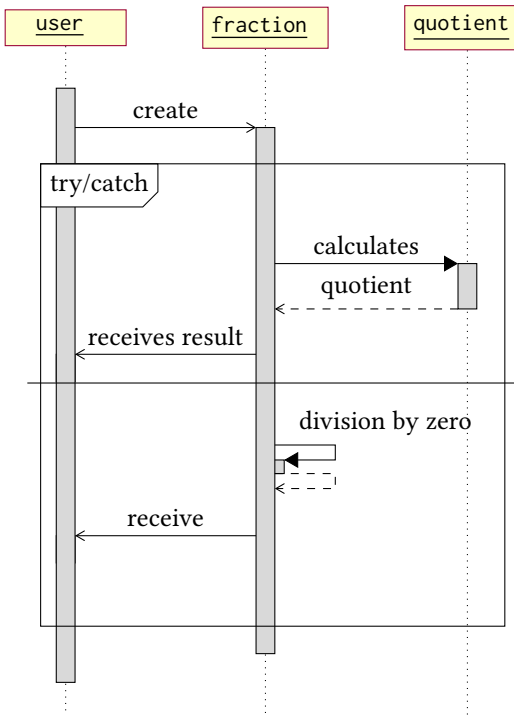 user
fraction
quotient
create
try/catch
calculates
quotient
receives result
division by zero
receive